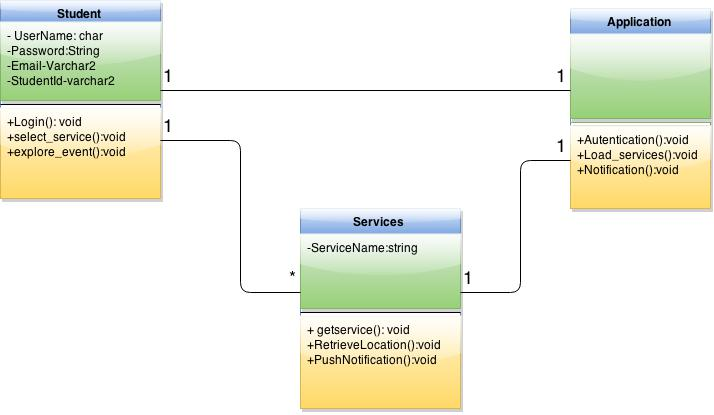 Student
- UserName: char
-Password:String
-Email-Varchar2
-StudentId-varchar2
+Login(): void
+select_service():void
+explore_event():void
1
1
1
*
Application
+Autentication():void
+Load_services():void
+Notification():void
1
1
Services
-ServiceName:string
+ getservice(): void
+RetrieveLocation():void
+PushNotification():void